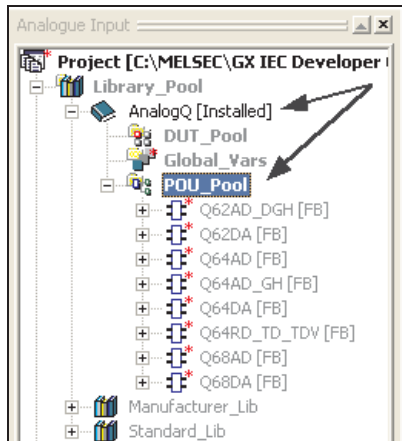 Analogue Input
Project [C:\MELSEC\GX IEC Developer
Library_Pool
AnalogQ [Installed]
DUT_Pool
Global_Vars
POU_Pool
Q62AD_DGH [FB]
Q62DA [FB]
Q64AD [FB]
Q64AD_GH [FB]
Q64DA [FB]
Q64RD_TD_TDV [FB]
Q68AD [FB]
Q68DA [FB]
Manufacturer_Lib
Standard_Lib